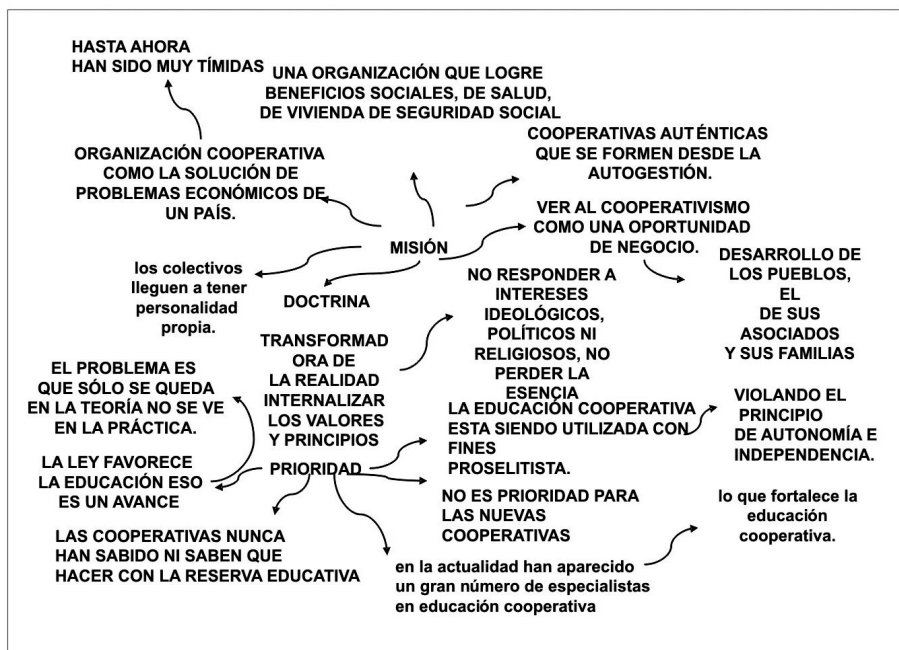 HASTA AHORA
HAN SIDO MUY TÍMIDAS
UNA ORGANIZACIÓN QUE LOGRE
BENEFICIOS SOCIALES, DE SALUD,
DE VIVIENDA DE SEGURIDAD SOCIAL
ORGANIZACIÓN COOPERATIVA
COMO LA SOLUCIÓN DE
PROBLEMAS ECONÓMICOS DE
UN PAÍS.
COOPERATIVAS AUTÉNTICAS
QUE SE FORMEN DESDE LA
AUTOGESTIÓN.
VER AL COOPERATIVISMO
COMO UNA OPORTUNIDAD
DE NEGOCIO.
MISIÓN
los colectivos
lleguen a tener
personalidad
propia.
DOCTRINA
DESARROLLO DE
LOS PUEBLOS,
EL
DE SUS
ASOCIADOS
Y SUS FAMILIAS
NO RESPONDER A
INTERESES
IDEOLÓGICOS,
POLÍTICOS NI
RELIGIOSOS, NO
PERDER LA
ESENCIA
TRANSFORMAD
ORA DE
LA REALIDAD
INTERNALIZAR
LOS VALORES
Y PRINCIPIOS
EL PROBLEMA ES
QUE SÓLO SE QUEDA
EN LA TEORÍA NO SE VE
EN LA PRÁCTICA.
LA EDUCACIÓN COOPERATIVA
ESTA SIENDO UTILIZADA CON
FINES
PROSELITISTA.
VIOLANDO EL
PRINCIPIO
DE AUTONOMÍA E
INDEPENDENCIA.
LA LEY FAVORECE
LA EDUCACIÓN ESO
ES UN AVANCE
PRIORIDAD
NO ES PRIORIDAD PARA
LAS NUEVAS
COOPERATIVAS
lo que fortalece la
educación
cooperativa.
LAS COOPERATIVAS NUNCA
HAN SABIDO NI SABEN QUE
HACER CON LA RESERVA EDUCATIVA
en la actualidad han aparecido
un gran número de especialistas
en educación cooperativa